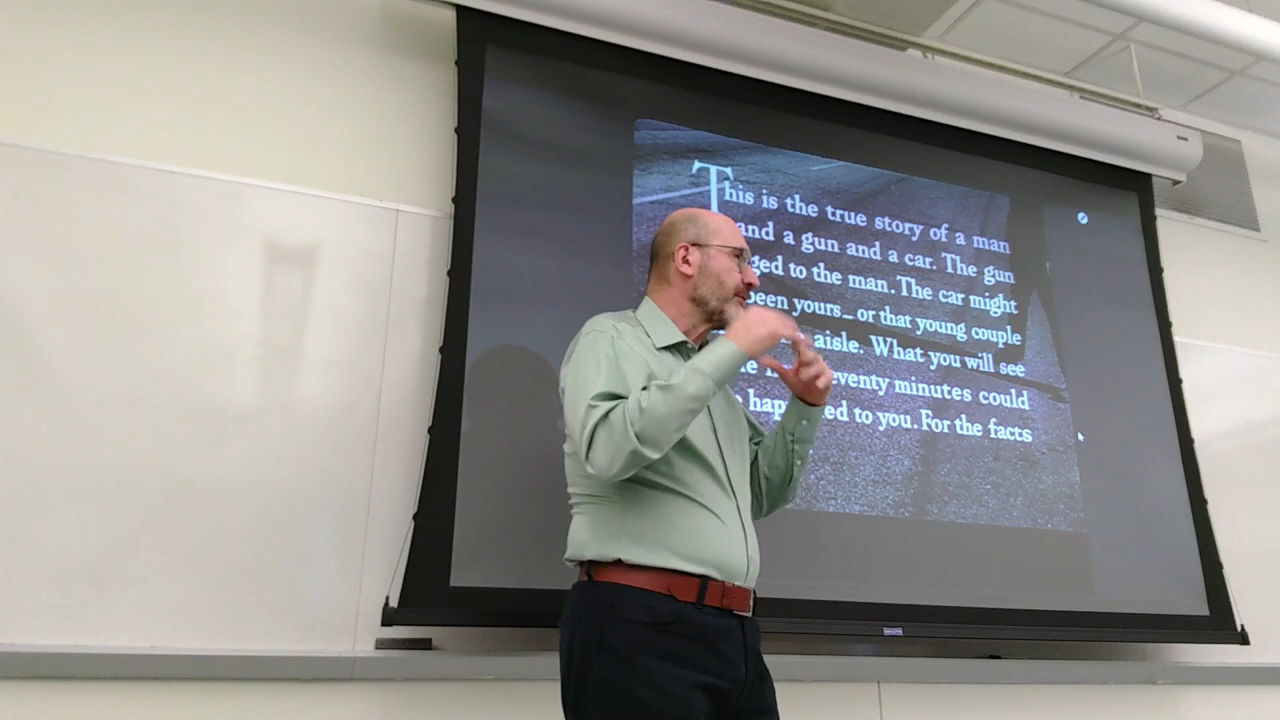 This is the true story of a man
and a gun and a car. The gun
ged to the man. The car might
been yours_ or that young couple
aisle. What you will see
seventy minutes could
hap ed to you. For the facts